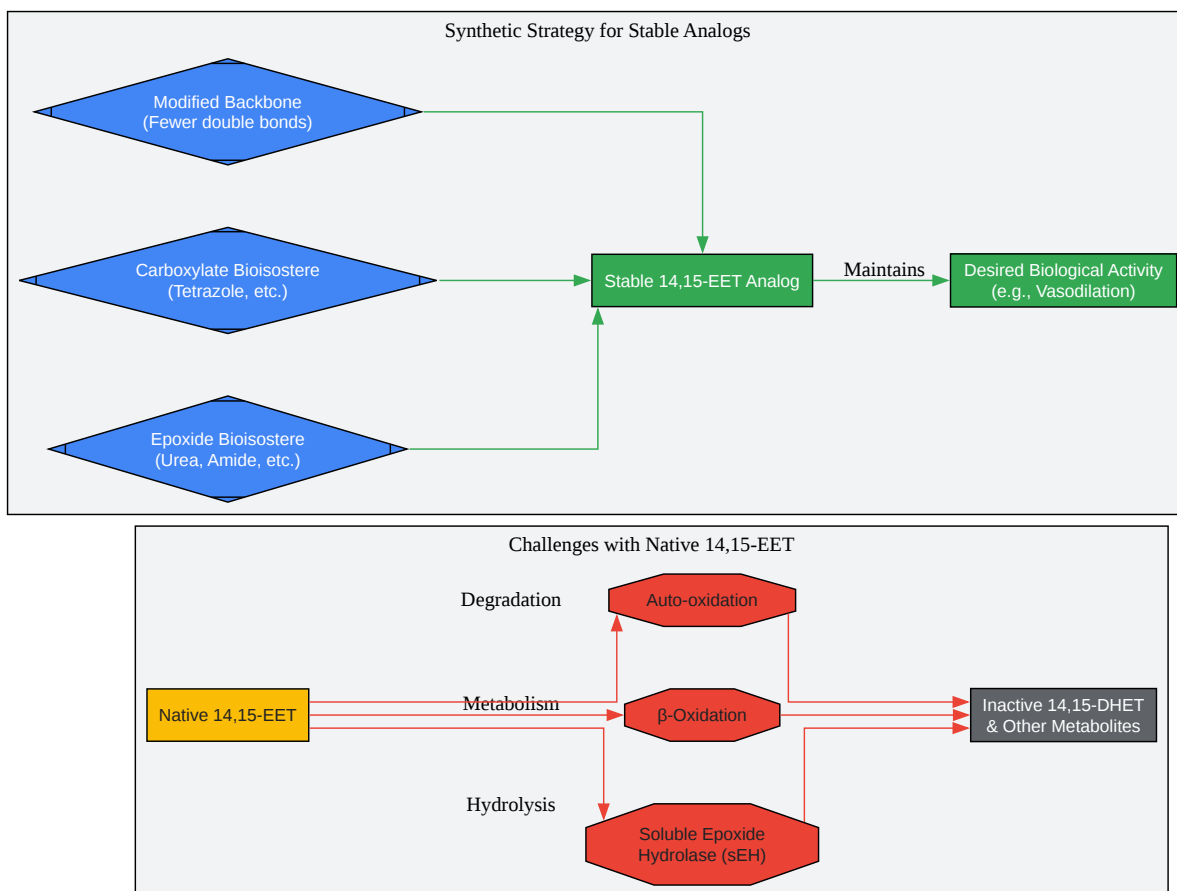 Synthetic Strategy for Stable Analogs
Modified Backbone
(Fewer double bonds)
Carboxylate Bioisostere
(Tetrazole, etc.)
Stable 14,15-EET Analog
Maintains
Desired Biological Activity
(e.g., Vasodilation)
Epoxide Bioisostere
(Urea, Amide, etc.)
Challenges with Native 14,15-EET
Degradation
Auto-oxidation
Native 14,15-EET
Metabolism
β-Oxidation
Inactive 14,15-DHET
& Other Metabolites
Hydrolysis
Soluble Epoxide
Hydrolase (sEH)